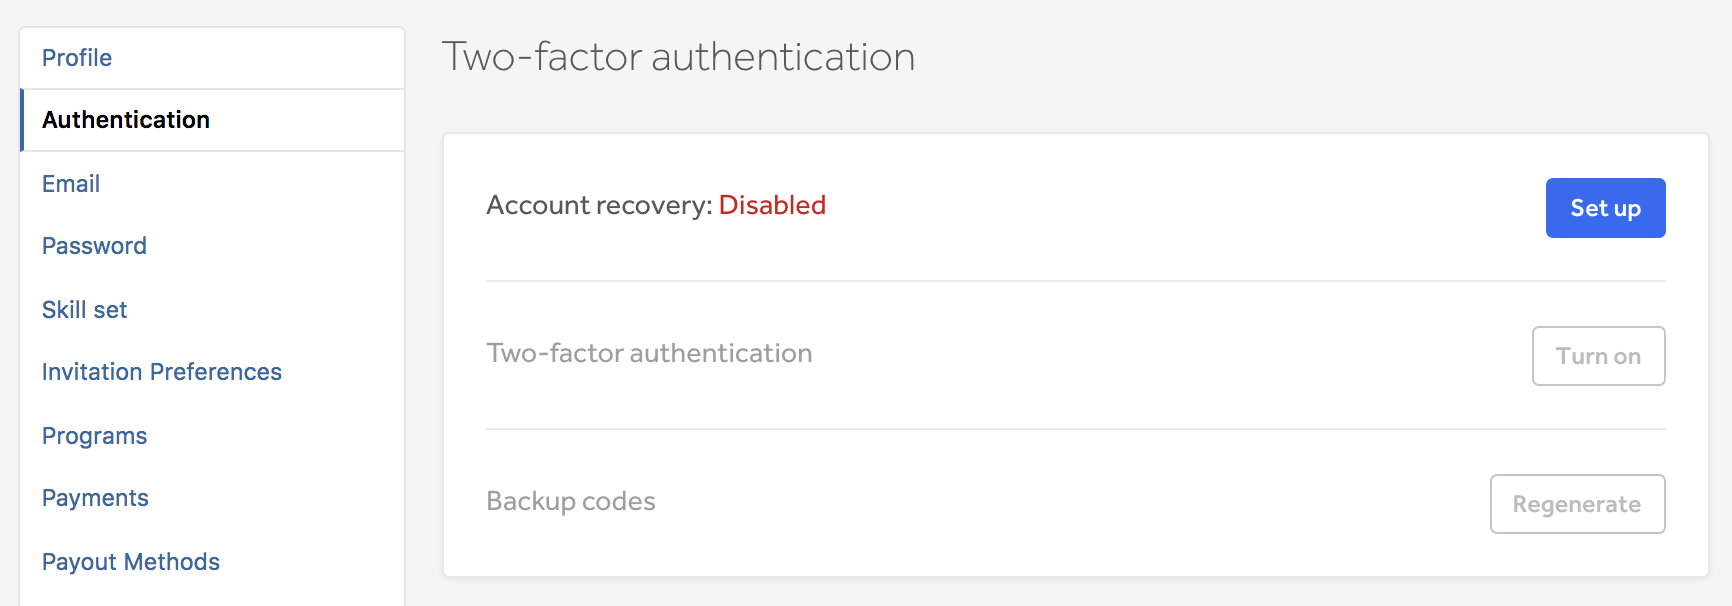 Profile
Authentication
Email
Password
Skill set
Invitation Preferences
Programs
Payments
Payout Methods
Two-factor authentication
Account recovery: Disabled
Set up
Two-factor authentication
Turn on
Backup codes
Regenerate